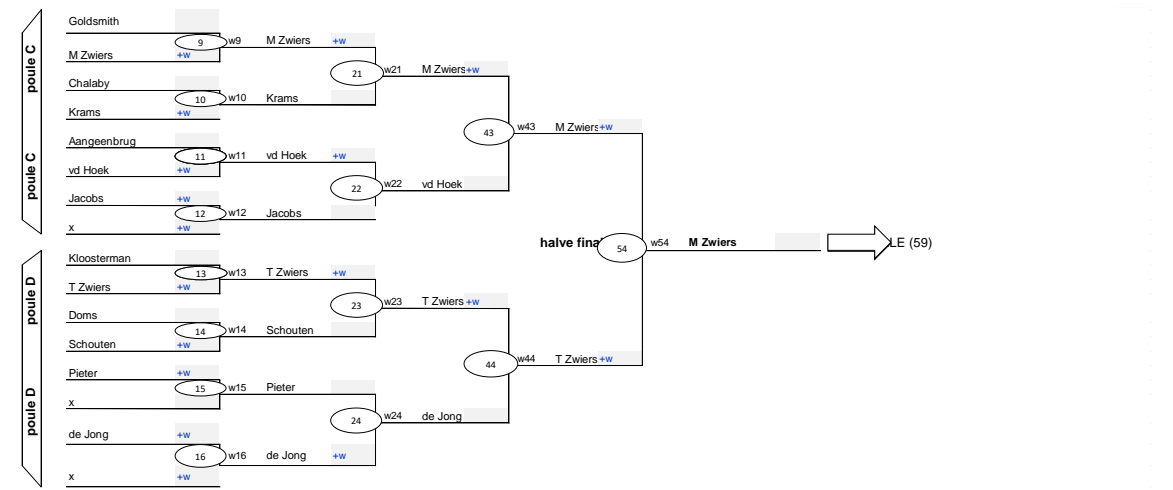 poule C
poule C
poule D
poule D
Goldsmith
9 w9 M Zwiers +w
M Zwiers +w
21 w21 M Zwiers +w
Chalaby
10 w10 Krams
Krams +w
43 w43 M Zwiers +w
Aangeenbrug
11 w11 vd Hoek +w
vd Hoek +w
22 w22 vd Hoek
Jacobs +w
12 w12 Jacobs
x +w
halve fina 54 w54 M Zwiers LE (59)
Kloosterman
13 w13 T Zwiers +w
T Zwiers +w
23 w23 T Zwiers +w
Doms
14 w14 Schouten
Schouten +w
44 w44 T Zwiers +w
Pieter +w
15 w15 Pieter
x
24 w24 de Jong
de Jong +w
16 w16 de Jong +w
x +w